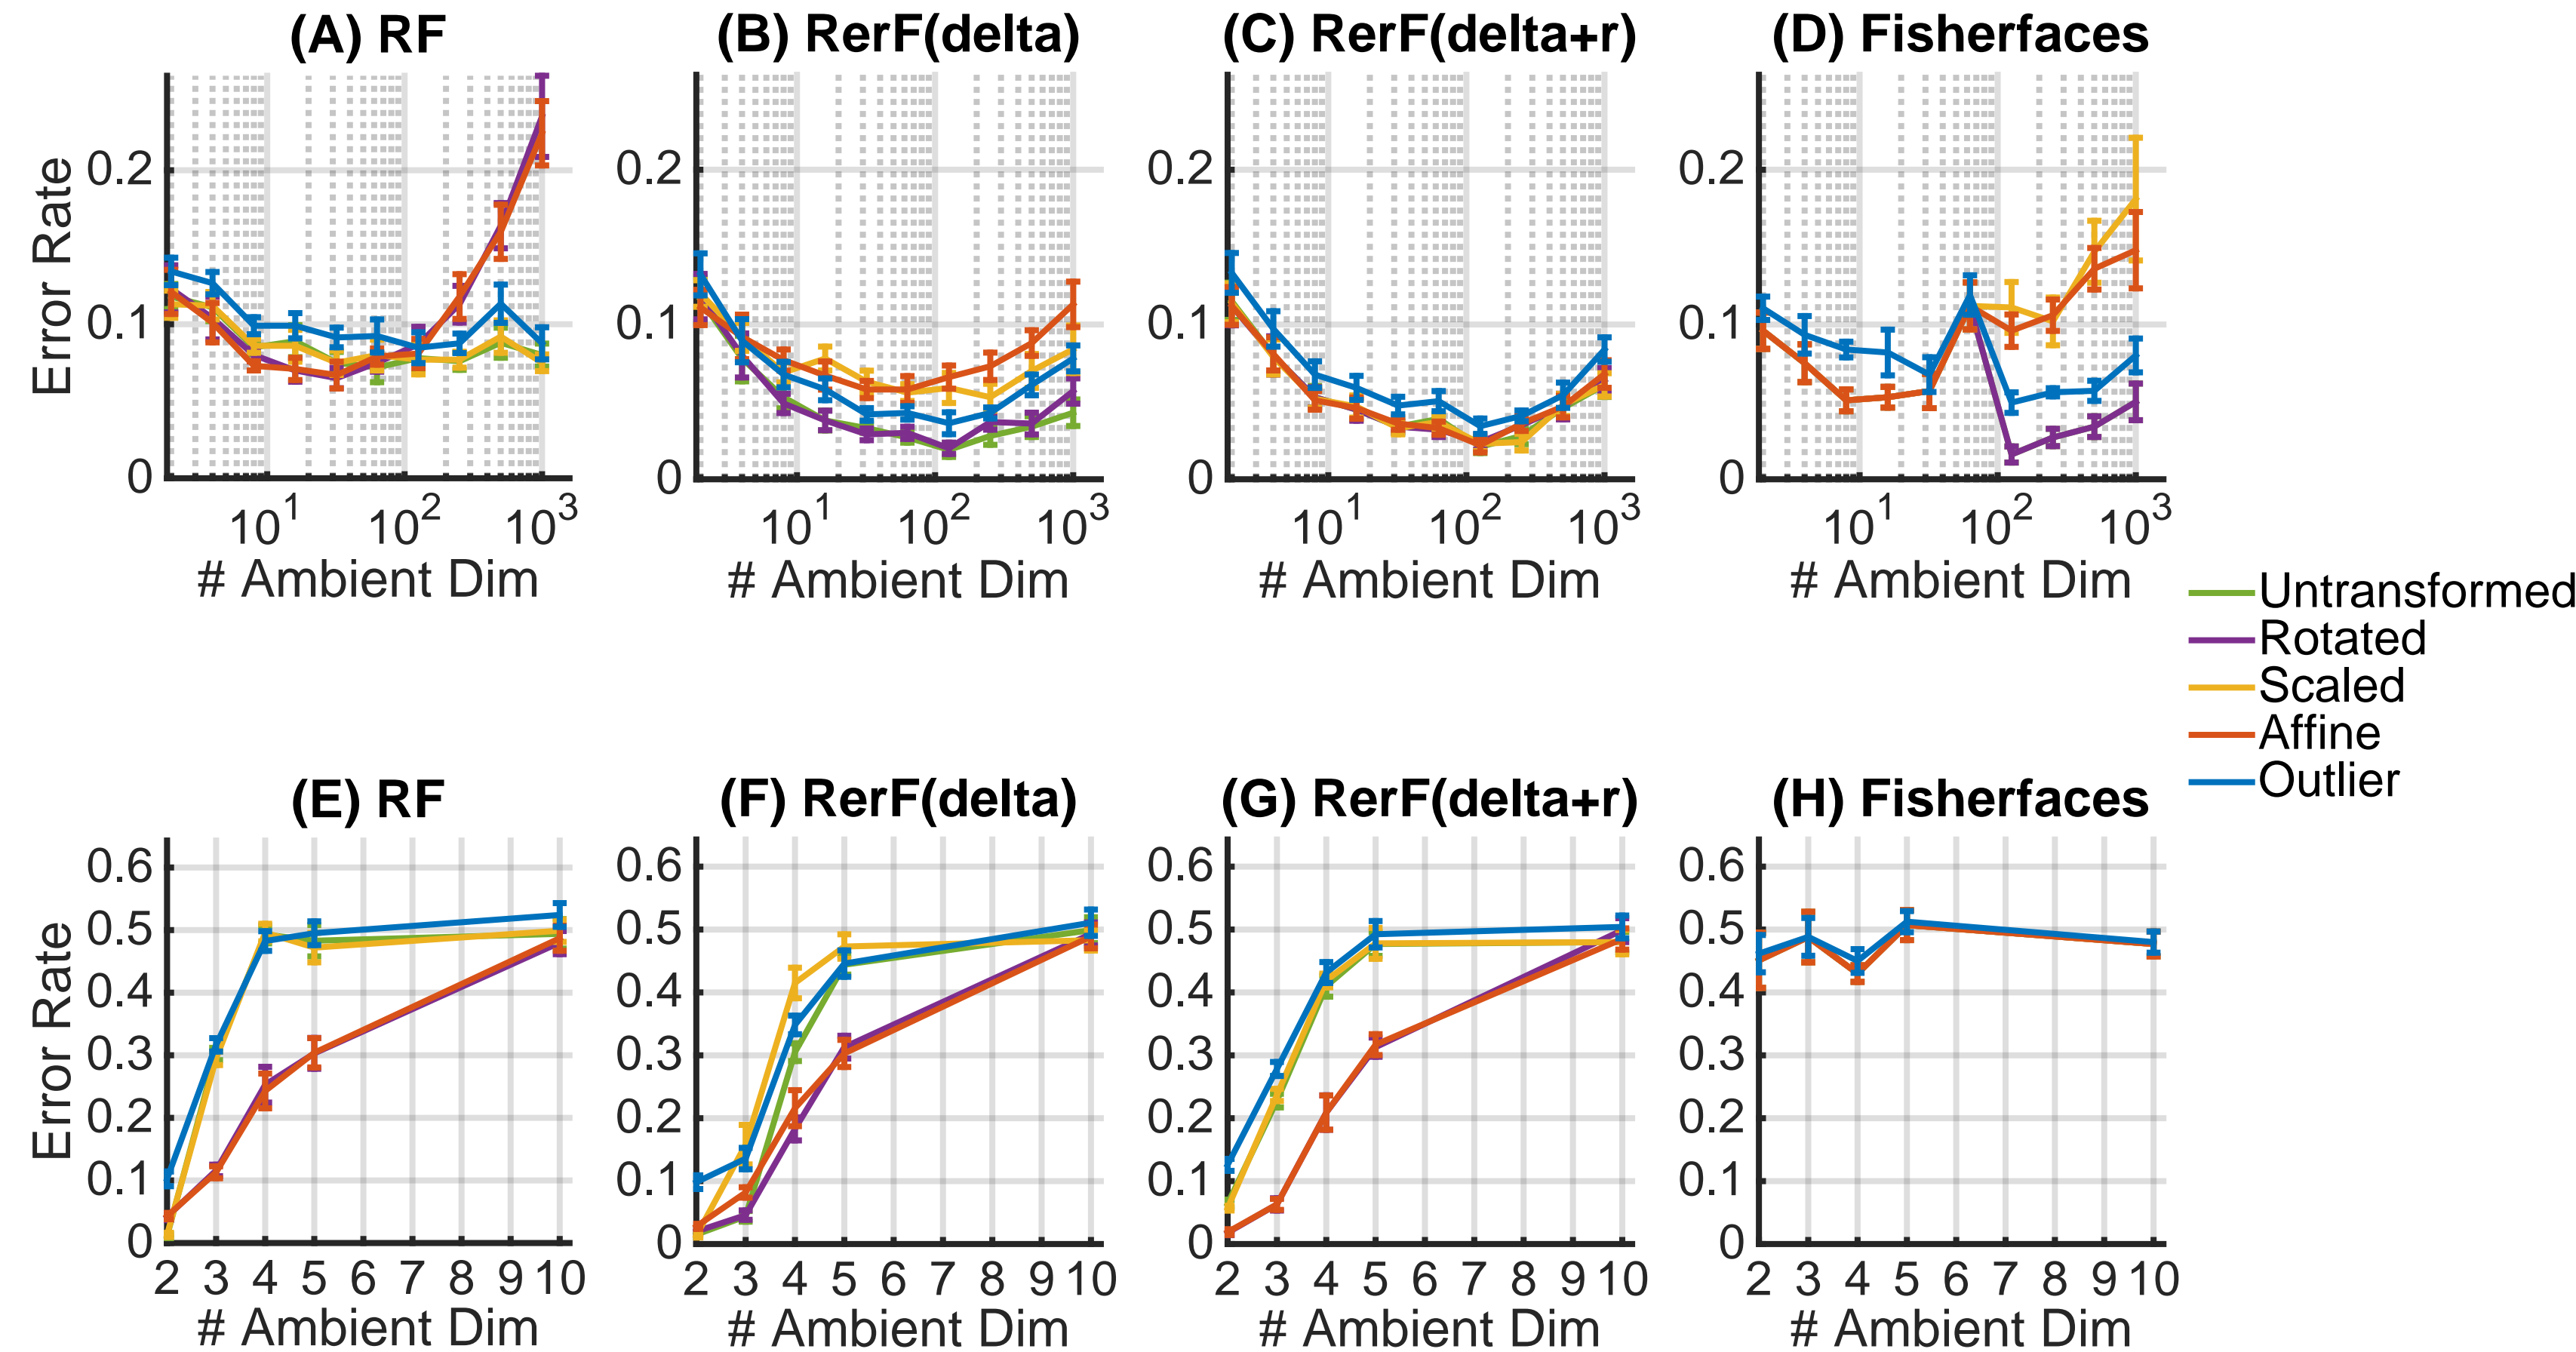 (A) RF
(B) RerF(delta)
(C) RerF(delta+r)
(D) Fisherfaces
Error Rate
0.2
0.1
0
10^1 10^2 10^3
# Ambient Dim
0.2
0.1
0
10^1 10^2 10^3
# Ambient Dim
0.2
0.1
0
10^1 10^2 10^3
# Ambient Dim
0.2
0.1
0
10^1 10^2 10^3
# Ambient Dim
Untransformed
Rotated
Scaled
Affine
Outlier
(E) RF
(F) RerF(delta)
(G) RerF(delta+r)
(H) Fisherfaces
Error Rate
0.6
0.5
0.4
0.3
0.2
0.1
0
2 3 4 5 6 7 8 9 10
# Ambient Dim
0.6
0.5
0.4
0.3
0.2
0.1
0
2 3 4 5 6 7 8 9 10
# Ambient Dim
0.6
0.5
0.4
0.3
0.2
0.1
0
2 3 4 5 6 7 8 9 10
# Ambient Dim
0.6
0.5
0.4
0.3
0.2
0.1
0
2 3 4 5 6 7 8 9 10
# Ambient Dim